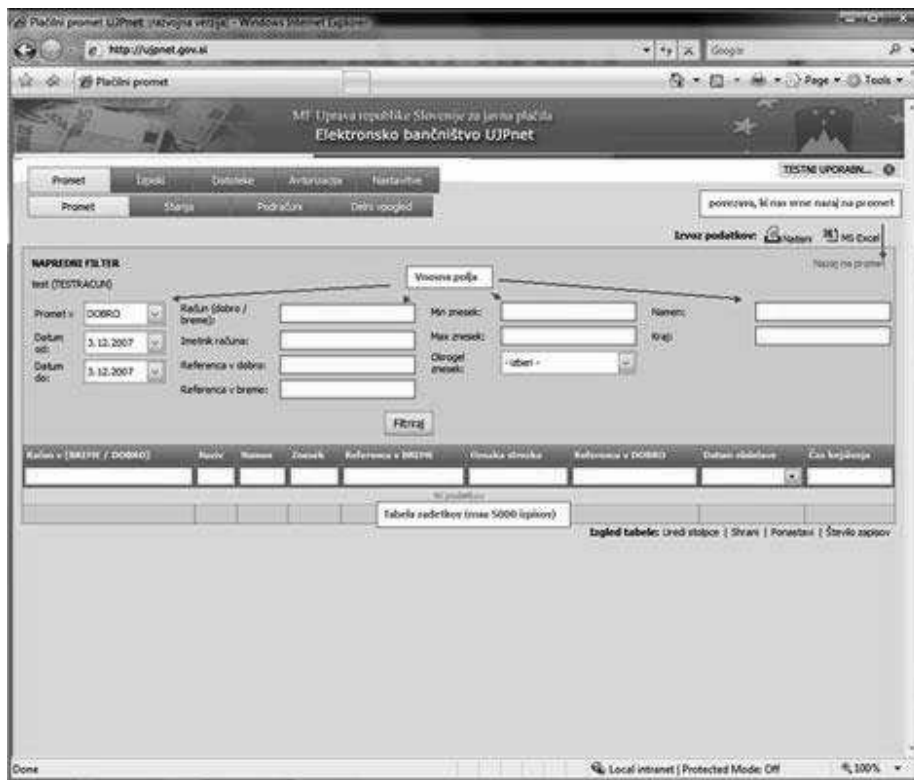 Plačilni promet UJPnet (razvojna verzija) - Windows Internet Explorer
http://ujpnet.gov.si
Google
Plačilni promet
Page
Tools
MF Uprava republike Slovenije za javna plačila
Elektronsko bančništvo UJPnet
TESTNI UPORABN...
Promet Izpiski Datoteke Avtorizacija Nastavitve
Promet Stanja Podračuni Delni vpogled
povezava, ki nas vrne nazaj na promet
Izvoz podatkov: Natisni MS Excel
NAPREDNI FILTER
Nazaj na promet
test (TESTRACUN)
Vnosna polja
Promet v DOBRO
Račun (dobro / breme):
Min znesek:
Namen:
Datum od: 3.12.2007
Imetnik računa:
Max znesek:
Kraj:
Datum do: 3.12.2007
Referenca v dobro:
Okrogel znesek: - izberi -
Referenca v breme:
Filtriraj
Račun v (BREME / DOBRO) Naziv Namen Znesek Referenca v BREME Oznaka stroška Referenca v DOBRO Datum obdelave Čas knjiženja
Ni podatkov
Tabela zadetkov (max 5000 izpisov)
Izgled tabele: Uredi stolpce | Shrani | Ponastavi | Število zapisov
Done
Local intranet | Protected Mode: Off
100%